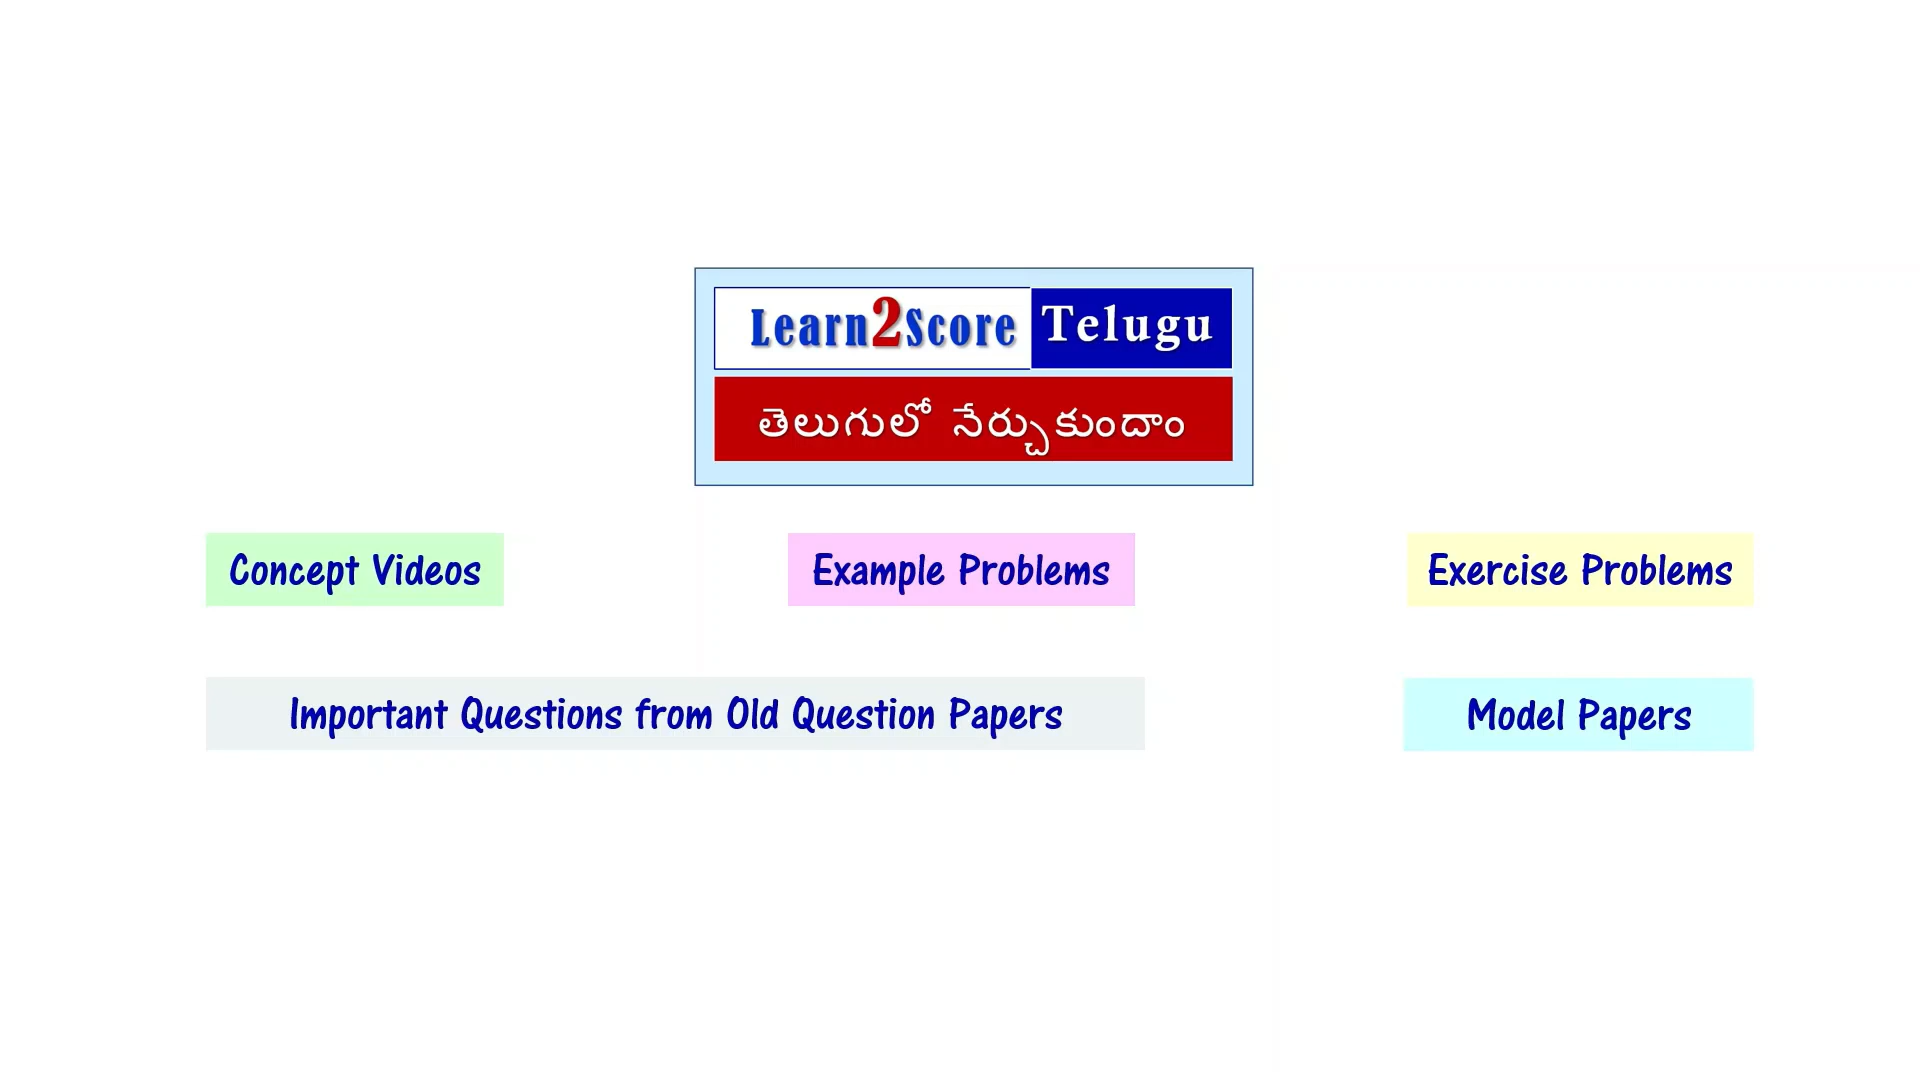 Learn2Score Telugu
తెలుగులో నేర్చుకుందాం
Concept Videos
Example Problems
Exercise Problems
Important Questions from Old Question Papers
Model Papers